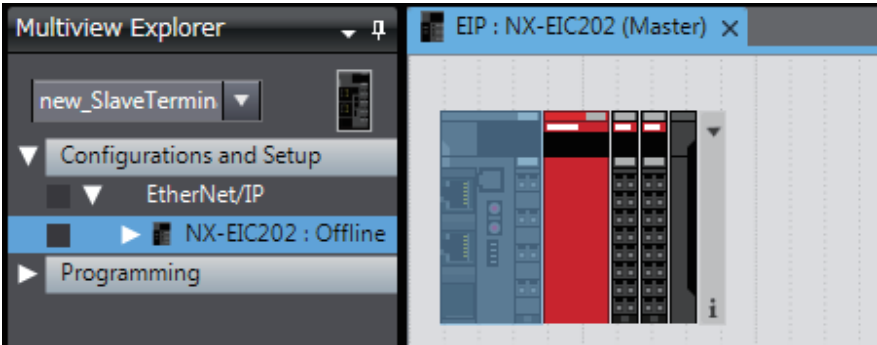 Multiview Explorer
EIP : NX-EIC202 (Master)
new_SlaveTermin
Configurations and Setup
EtherNet/IP
NX-EIC202 : Offline
Programming
i